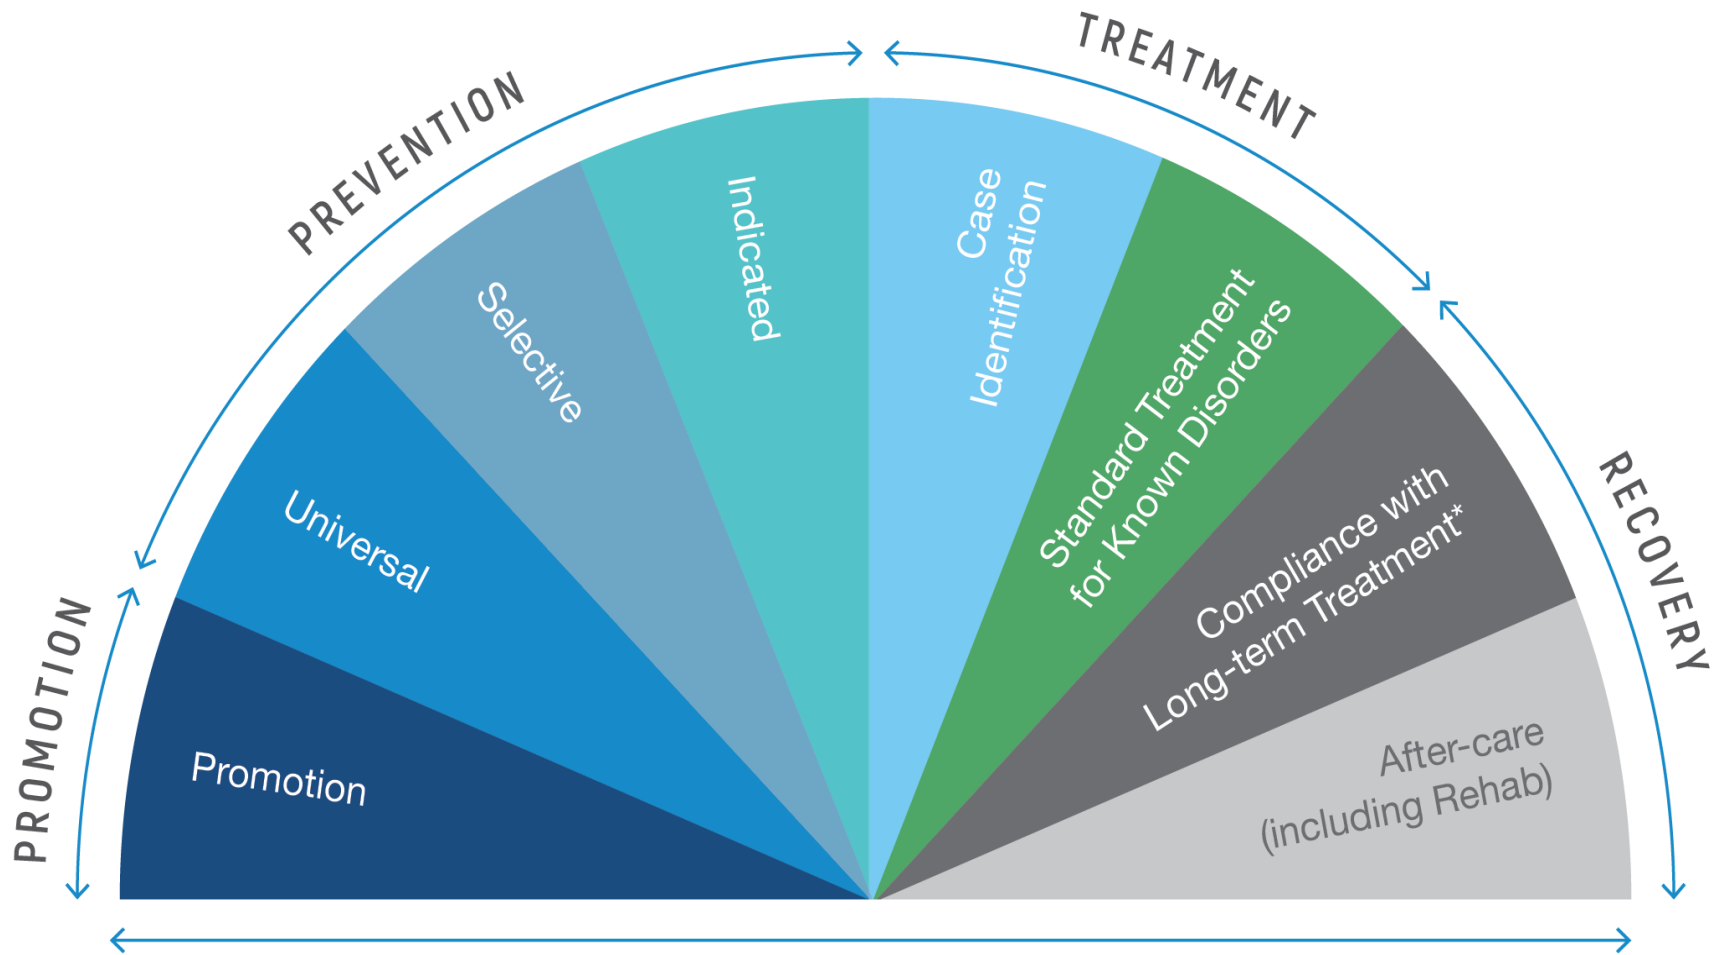 PROMOTION
PREVENTION
TREATMENT
RECOVERY
Promotion
Universal
Selective
Indicated
Case
Identification
Standard Treatment
for Known Disorders
Compliance with
Long-term Treatment*
After-care
(including Rehab)